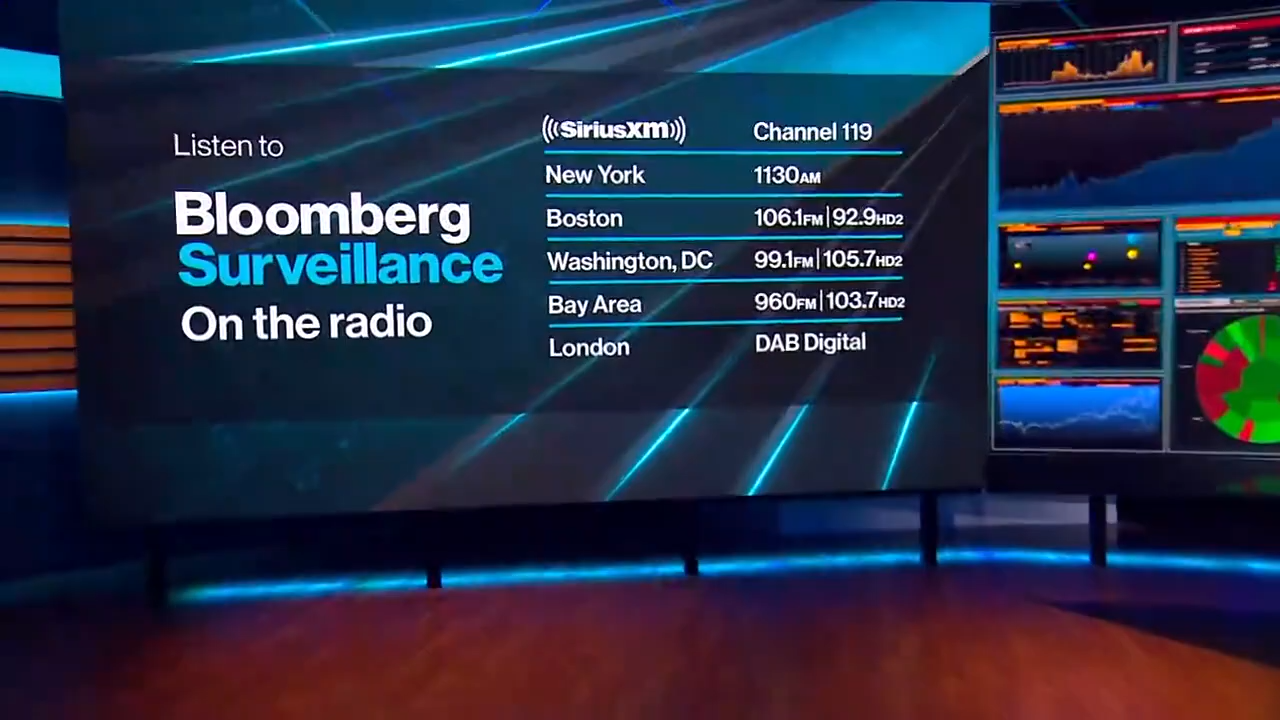 Listen to
Bloomberg
Surveillance
On the radio
SiriusXM Channel 119
New York 1130AM
Boston 106.1FM|92.9HD2
Washington, DC 99.1FM|105.7HD2
Bay Area 960FM|103.7HD2
London DAB Digital